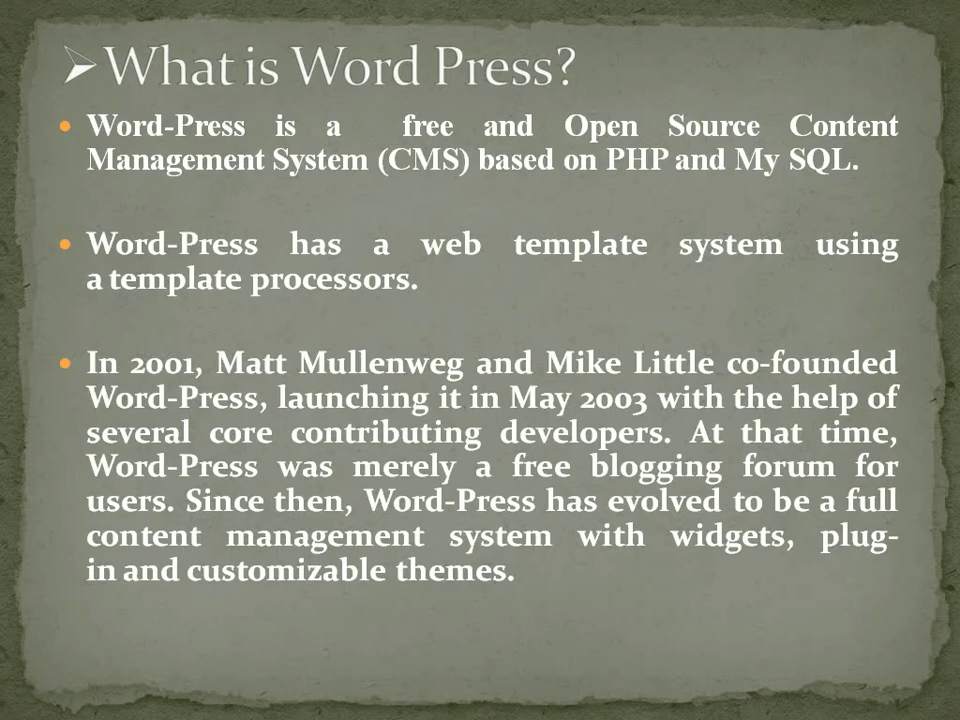 What is Word Press?
Word-Press is a free and Open Source Content
Management System (CMS) based on PHP and My SQL.
Word-Press has a web template system using
a template processors.
In 2001, Matt Mullenweg and Mike Little co-founded
Word-Press, launching it in May 2003 with the help of
several core contributing developers. At that time,
Word-Press was merely a free blogging forum for
users. Since then, Word-Press has evolved to be a full
content management system with widgets, plug-
in and customizable themes.